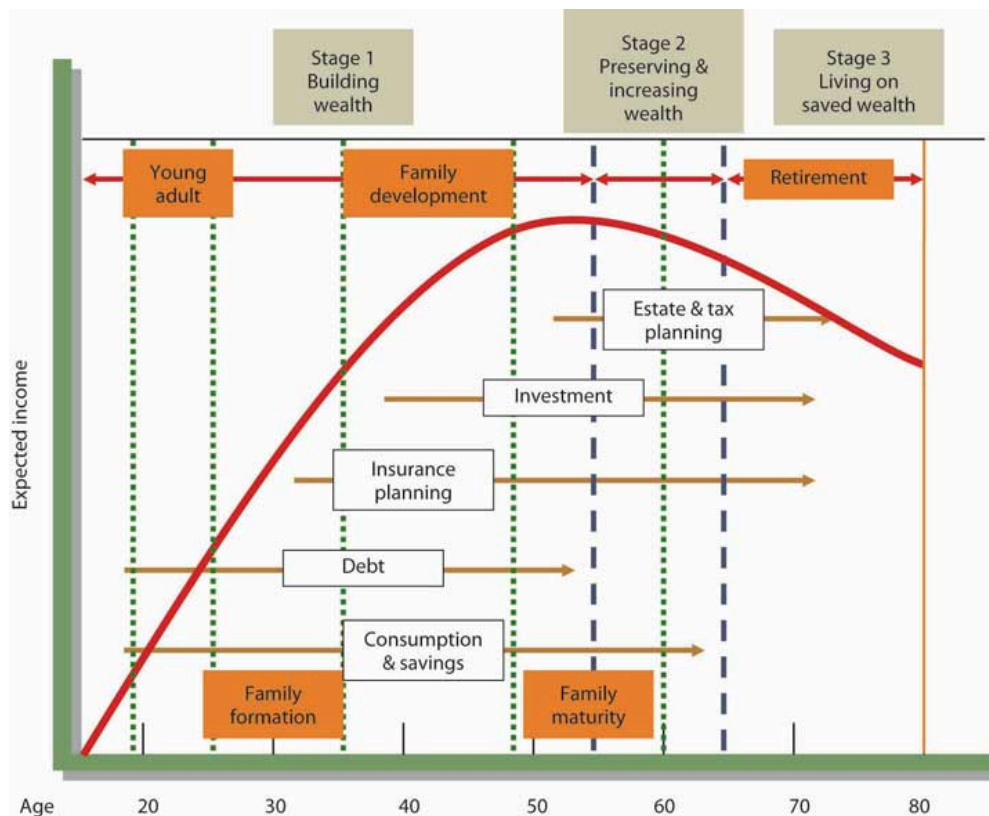 Stage 1
Building
wealth
Stage 2
Preserving &
increasing
wealth
Stage 3
Living on
saved wealth
Young
adult
Family
development
Retirement
Estate & tax
planning
Investment
Insurance
planning
Debt
Consumption
& savings
Family
formation
Family
maturity
Expected income
Age 20 30 40 50 60 70 80